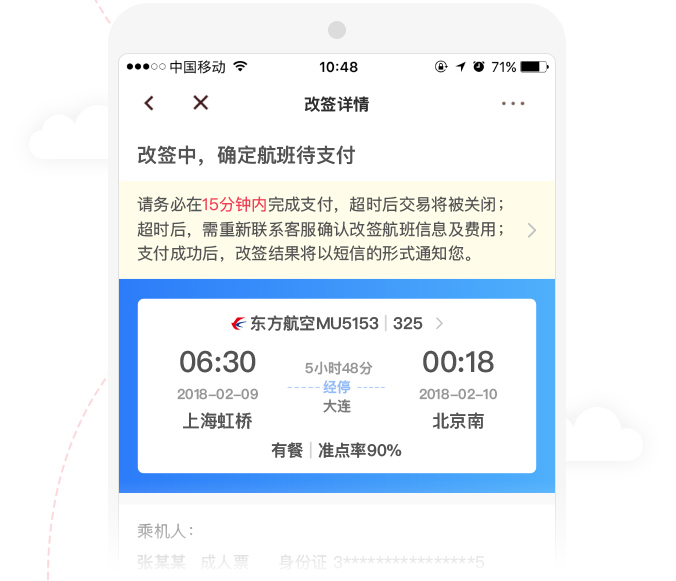 中国移动 10:48 71%
改签详情
改签中，确定航班待支付
请务必在15分钟内完成支付，超时后交易将被关闭；
超时后，需重新联系客服确认改签航班信息及费用；
支付成功后，改签结果将以短信的形式通知您。
东方航空MU5153 | 325
06:30 5小时48分 00:18
2018-02-09 经停 2018-02-10
上海虹桥 大连 北京南
有餐 | 准点率90%
乘机人：
张某某 成人票 身份证 3****************5